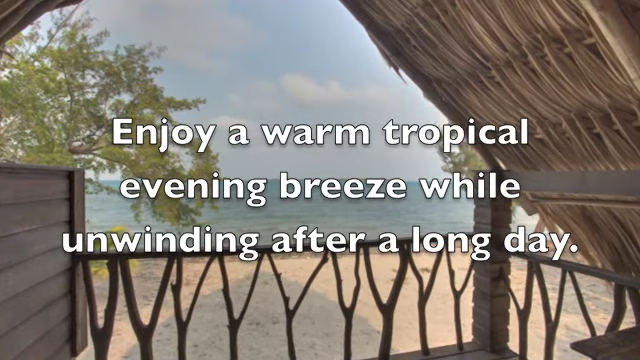 Enjoy a warm tropical
evening breeze while
unwinding after a long day.